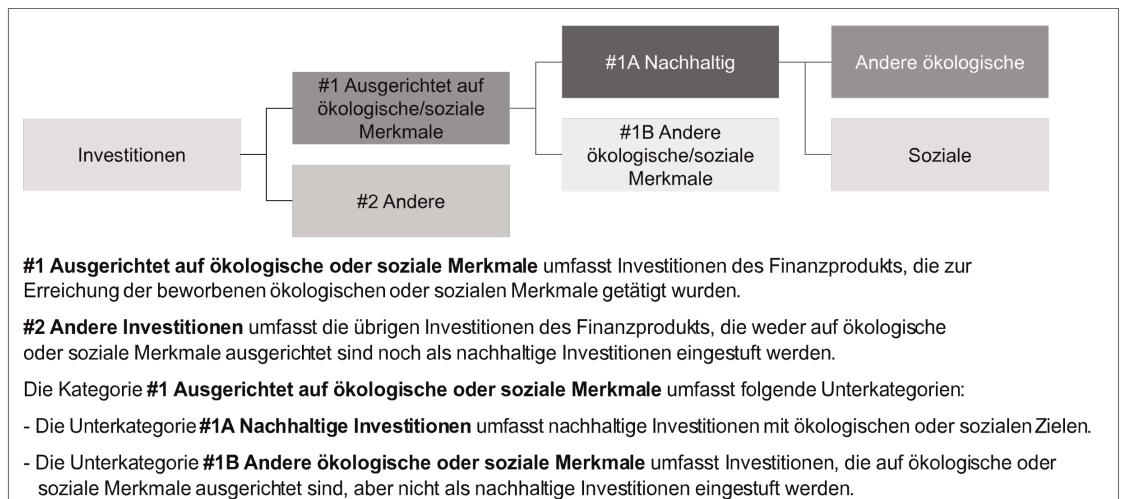 #1A Nachhaltig
Andere ökologische
#1 Ausgerichtet auf
ökologische/soziale
Merkmale
Investitionen
#1B Andere
ökologische/soziale
Merkmale
Soziale
#2 Andere
#1 Ausgerichtet auf ökologische oder soziale Merkmale umfasst Investitionen des Finanzprodukts, die zur
Erreichung der beworbenen ökologischen oder sozialen Merkmale getätigt wurden.
#2 Andere Investitionen umfasst die übrigen Investitionen des Finanzprodukts, die weder auf ökologische
oder soziale Merkmale ausgerichtet sind noch als nachhaltige Investitionen eingestuft werden.
Die Kategorie #1 Ausgerichtet auf ökologische oder soziale Merkmale umfasst folgende Unterkategorien:
- Die Unterkategorie #1A Nachhaltige Investitionen umfasst nachhaltige Investitionen mit ökologischen oder sozialen Zielen.
- Die Unterkategorie #1B Andere ökologische oder soziale Merkmale umfasst Investitionen, die auf ökologische oder
soziale Merkmale ausgerichtet sind, aber nicht als nachhaltige Investitionen eingestuft werden.